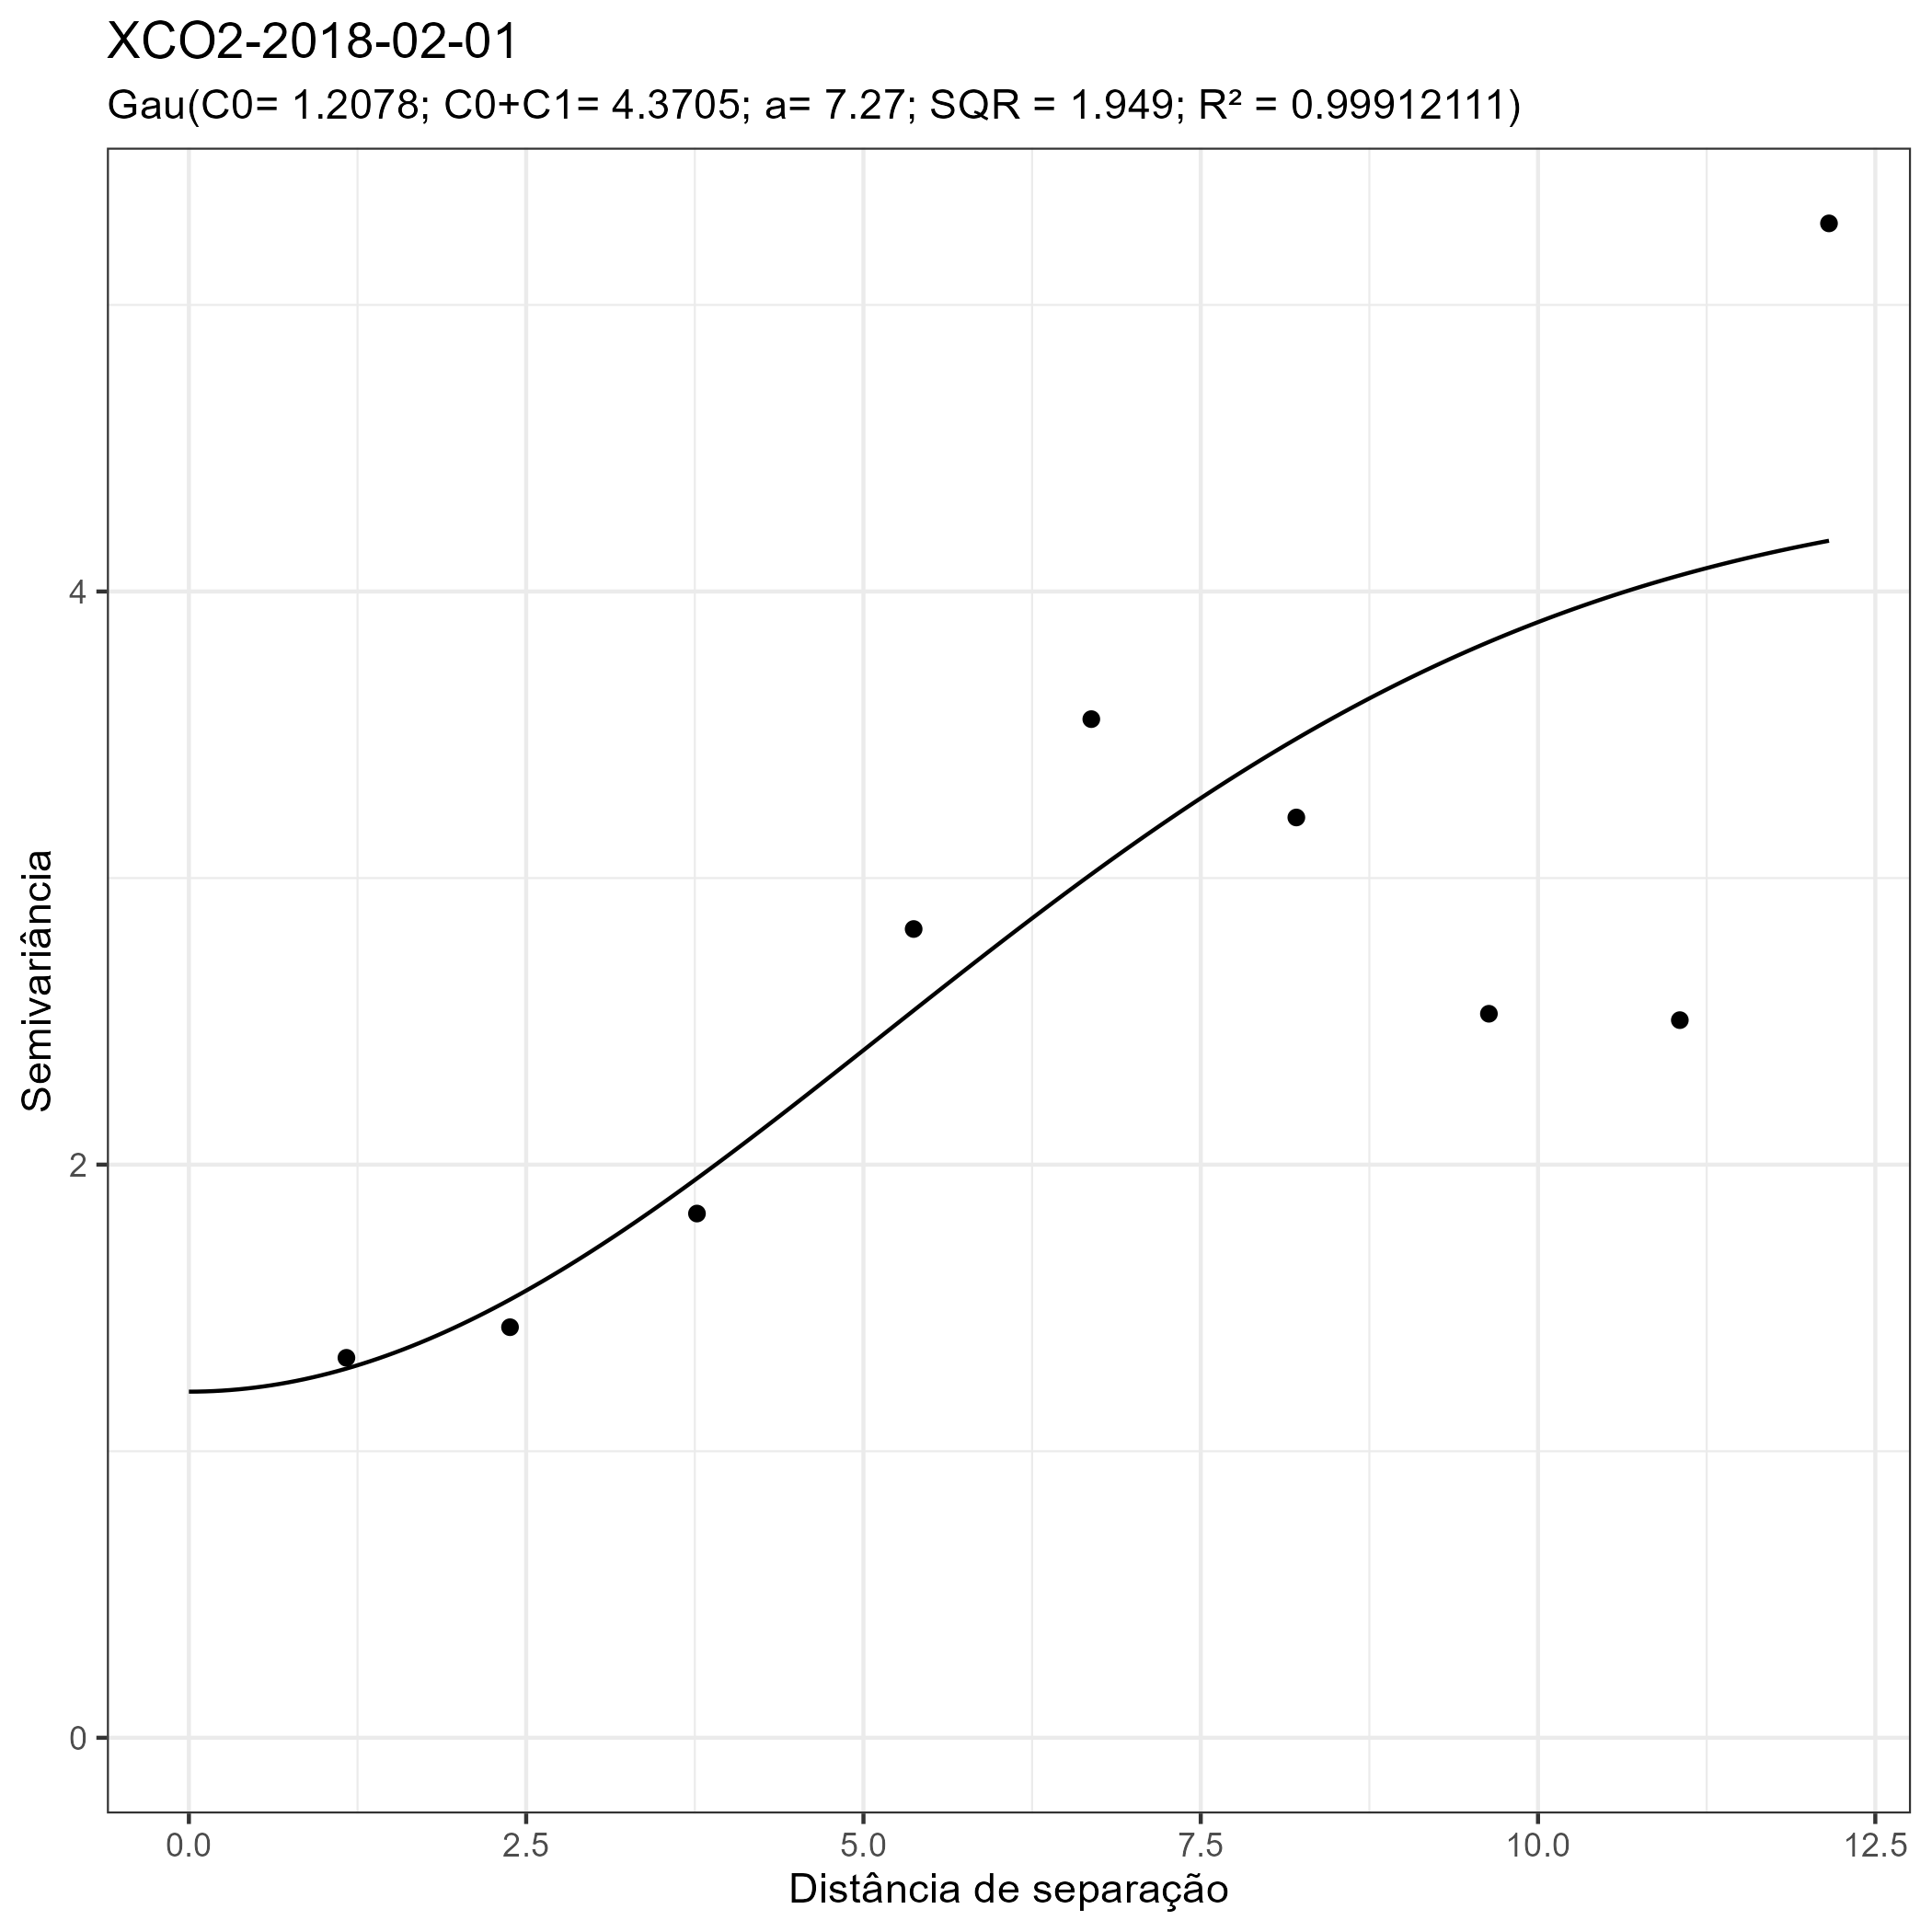 XCO2-2018-02-01
Gau(C0= 1.2078; C0+C1= 4.3705; a= 7.27; SQR = 1.949; R² = 0.99912111)
Semivariância
4
2
0
0.0 2.5 5.0 7.5 10.0 12.5
Distância de separação